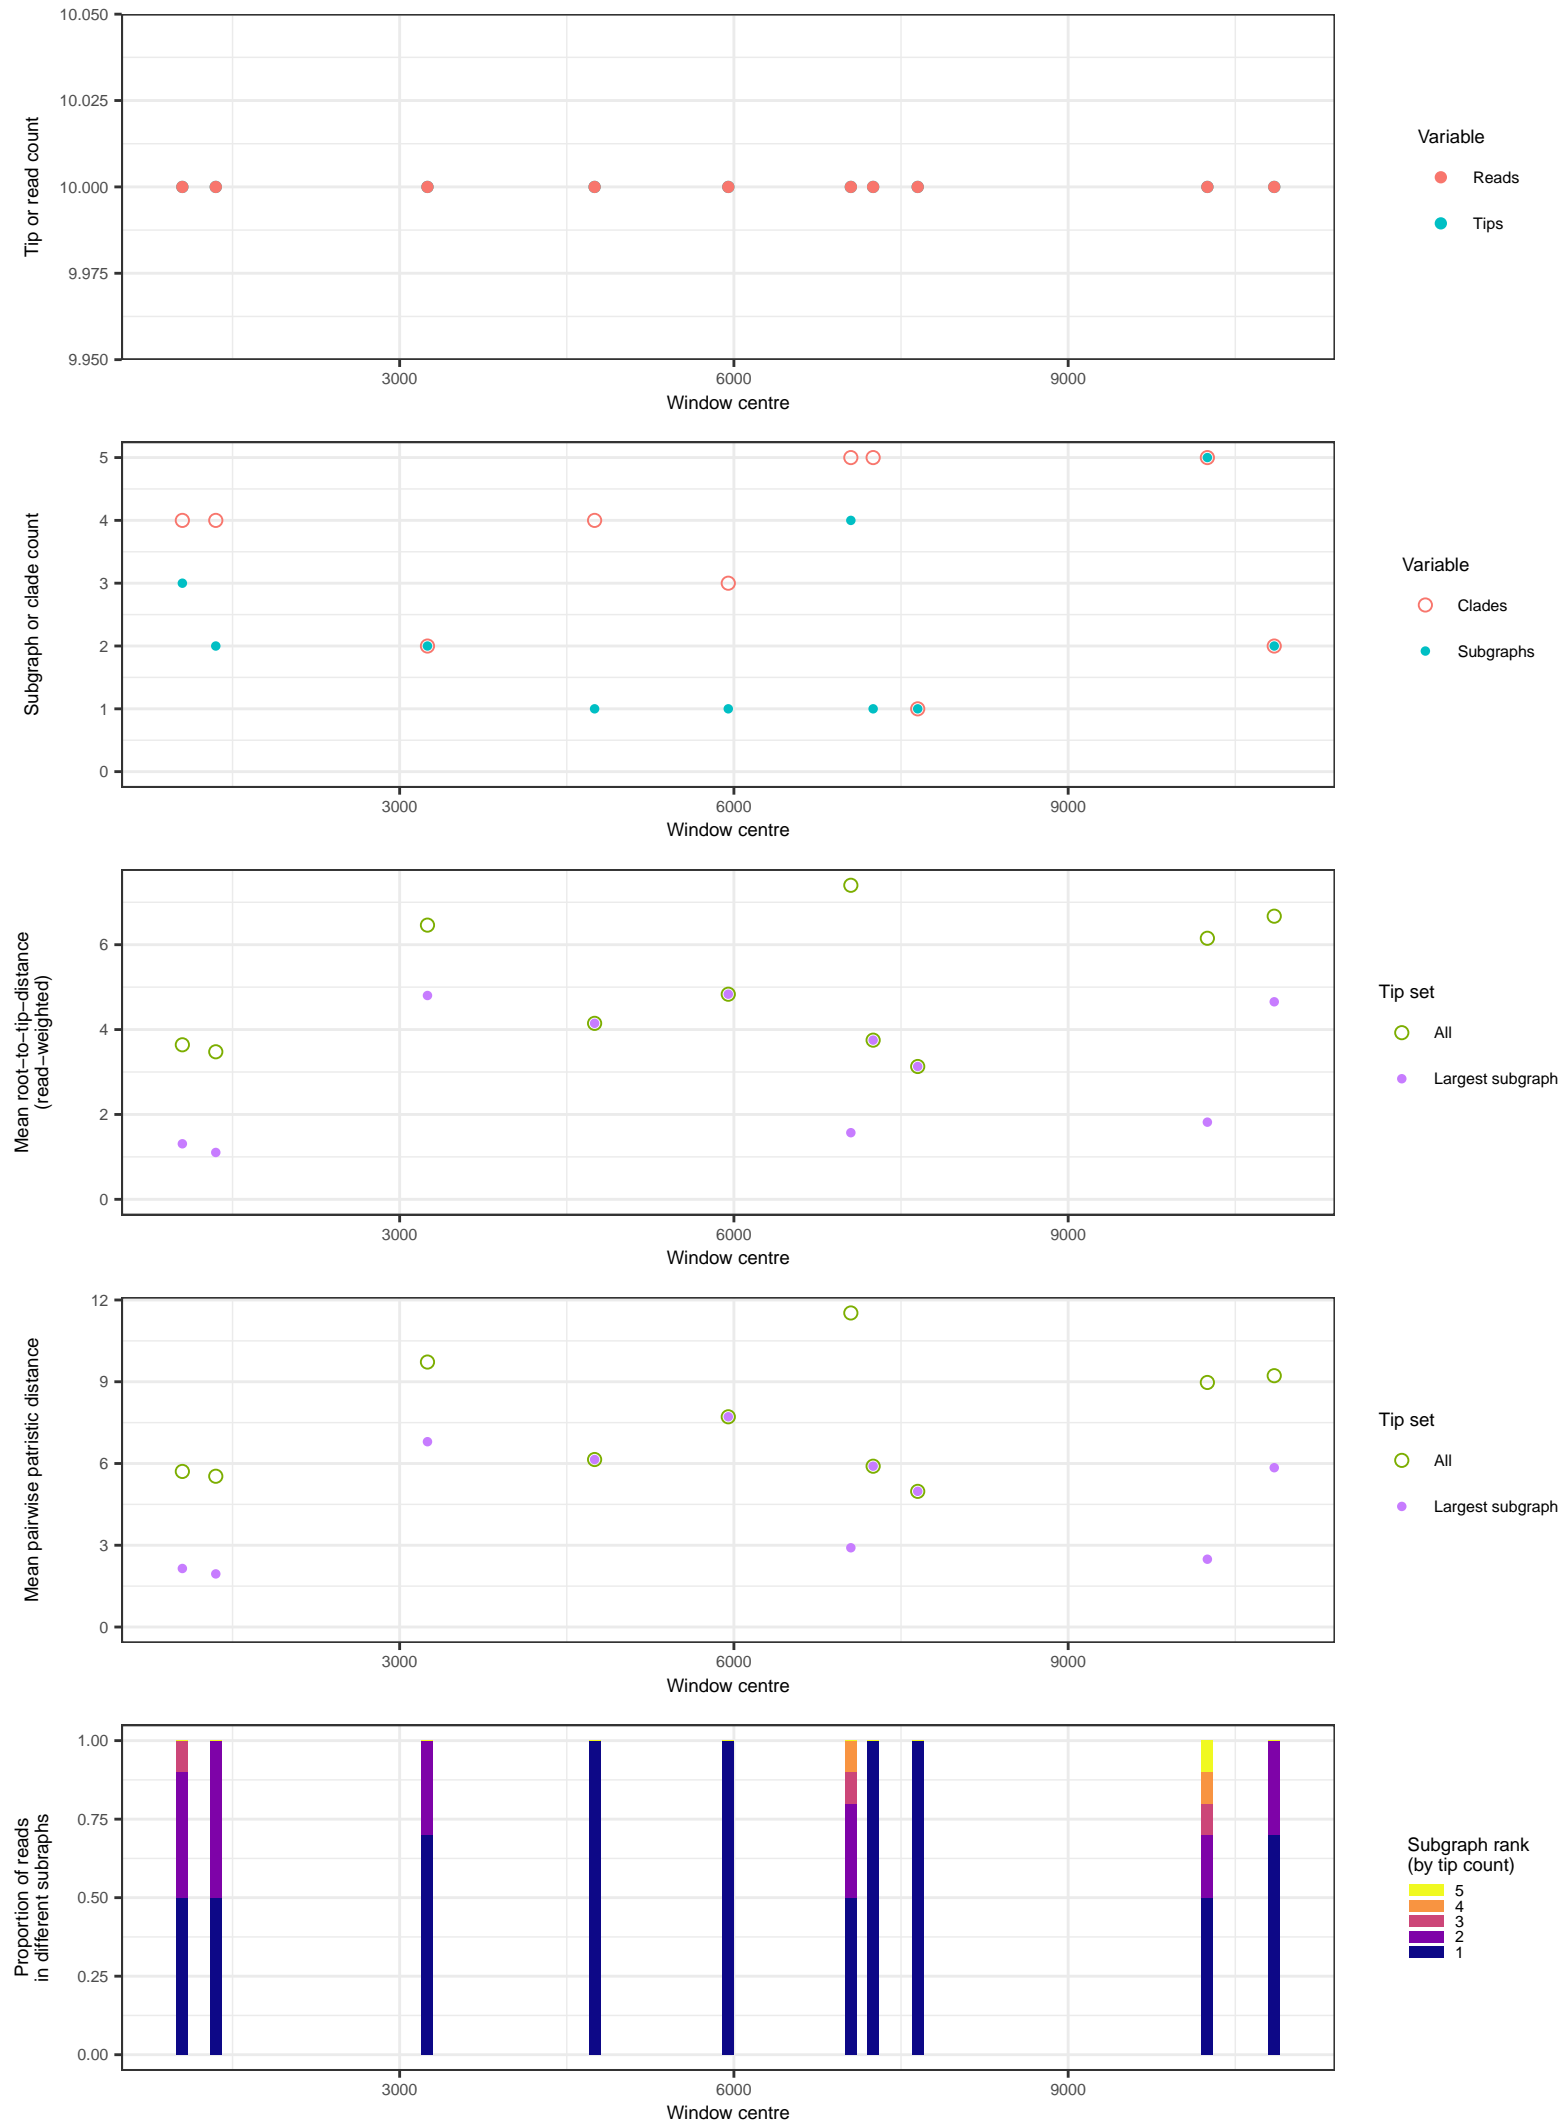 10.050
10.025
10.000
9.975
9.950
Tip or read count
3000
6000
9000
Window centre
Variable
Reads
Tips
5
4
3
2
1
0
Subgraph or clade count
3000
6000
9000
Window centre
Variable
Clades
Subgraphs
6
4
2
0
Mean root−to−tip−distance
(read−weighted)
3000
6000
9000
Window centre
Tip set
All
Largest subgraph
12
9
6
3
0
Mean pairwise patristic distance
3000
6000
9000
Window centre
Tip set
All
Largest subgraph
1.00
0.75
0.50
0.25
0.00
Proportion of reads
in different subraphs
3000
6000
9000
Window centre
Subgraph rank
(by tip count)
5
4
3
2
1